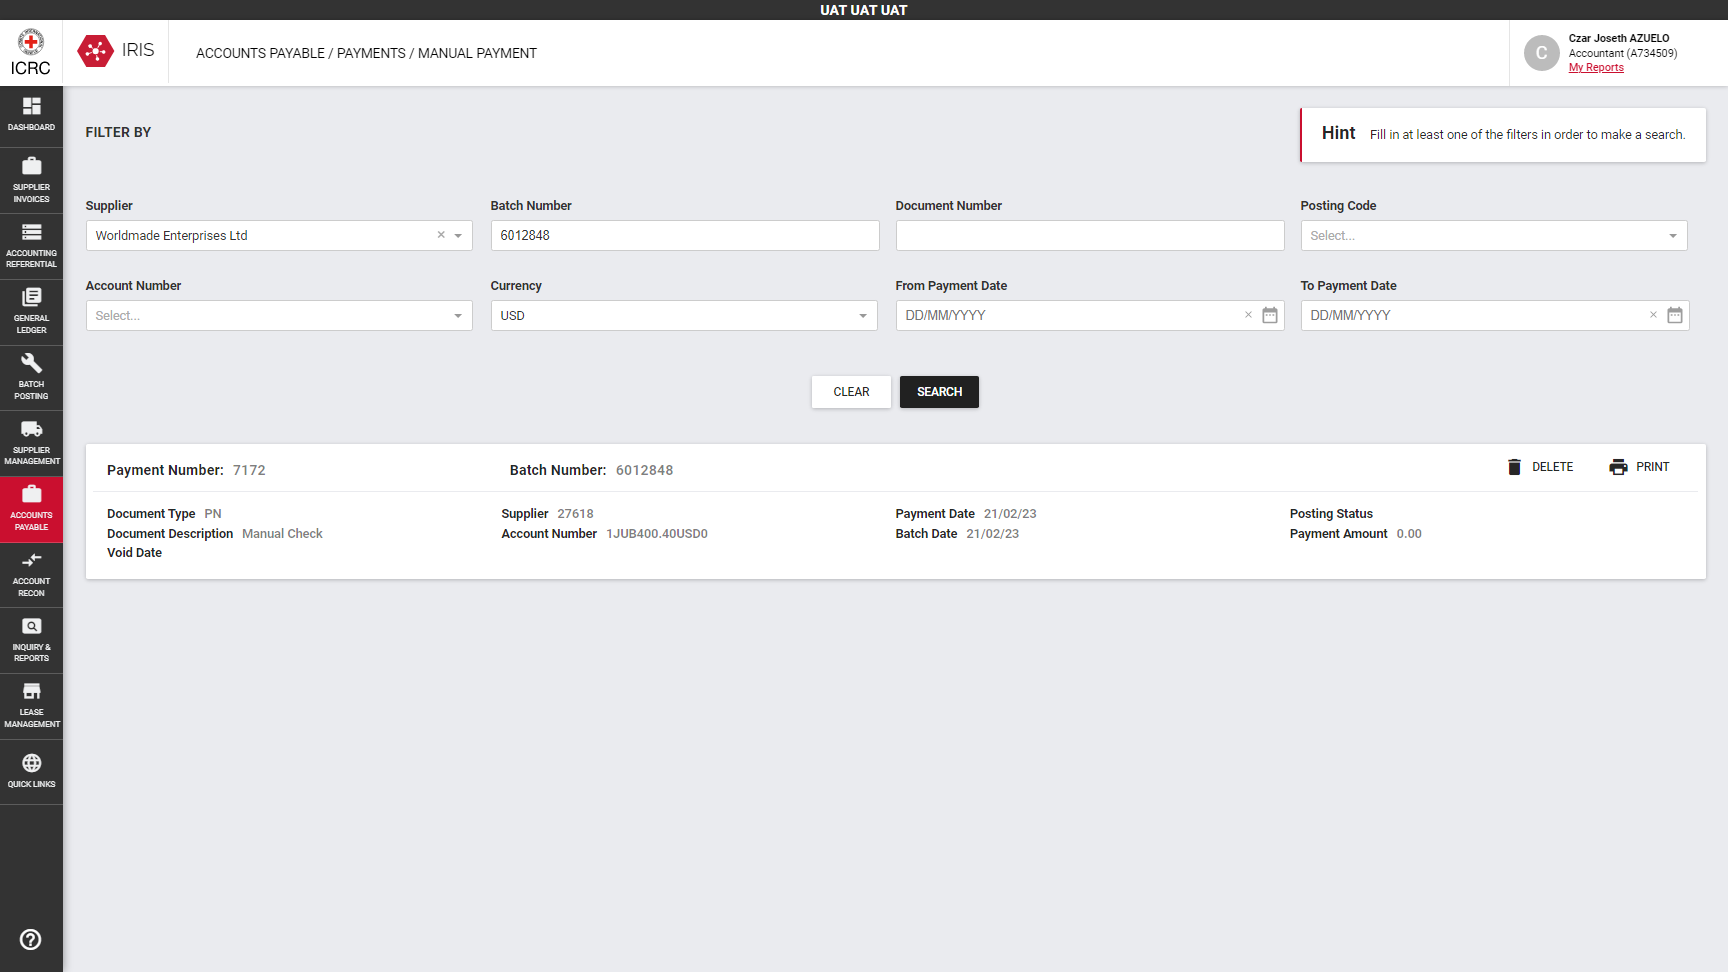 UAT UAT UAT
ICRC
IRIS
ACCOUNTS PAYABLE / PAYMENTS / MANUAL PAYMENT
C
Czar Joseth AZUELO
Accountant (A734509)
My Reports
DASHBOARD
SUPPLIER
INVOICES
ACCOUNTING
REFERENTIAL
GENERAL
LEDGER
BATCH
POSTING
SUPPLIER
MANAGEMENT
ACCOUNTS
PAYABLE
ACCOUNT
RECON
INQUIRY &
REPORTS
LEASE
MANAGEMENT
QUICK LINKS
FILTER BY
Hint Fill in at least one of the filters in order to make a search.
Supplier Batch Number Document Number Posting Code
Worldmade Enterprises Ltd 6012848 Select...
Account Number Currency From Payment Date To Payment Date
Select... USD DD/MM/YYYY DD/MM/YYYY
CLEAR SEARCH
Payment Number: 7172 Batch Number: 6012848 DELETE PRINT
Document Type PN Supplier 27618 Payment Date 21/02/23 Posting Status
Document Description Manual Check Account Number 1JUB400.40USD0 Batch Date 21/02/23 Payment Amount 0.00
Void Date